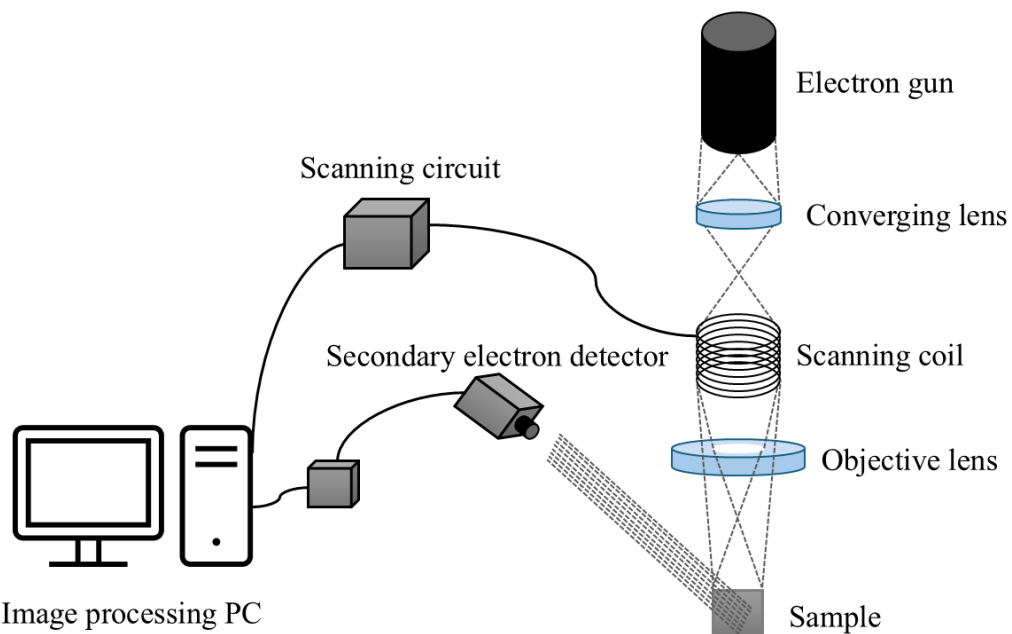 Electron gun
Scanning circuit
Converging lens
Secondary electron detector
Scanning coil
Objective lens
Image processing PC
Sample